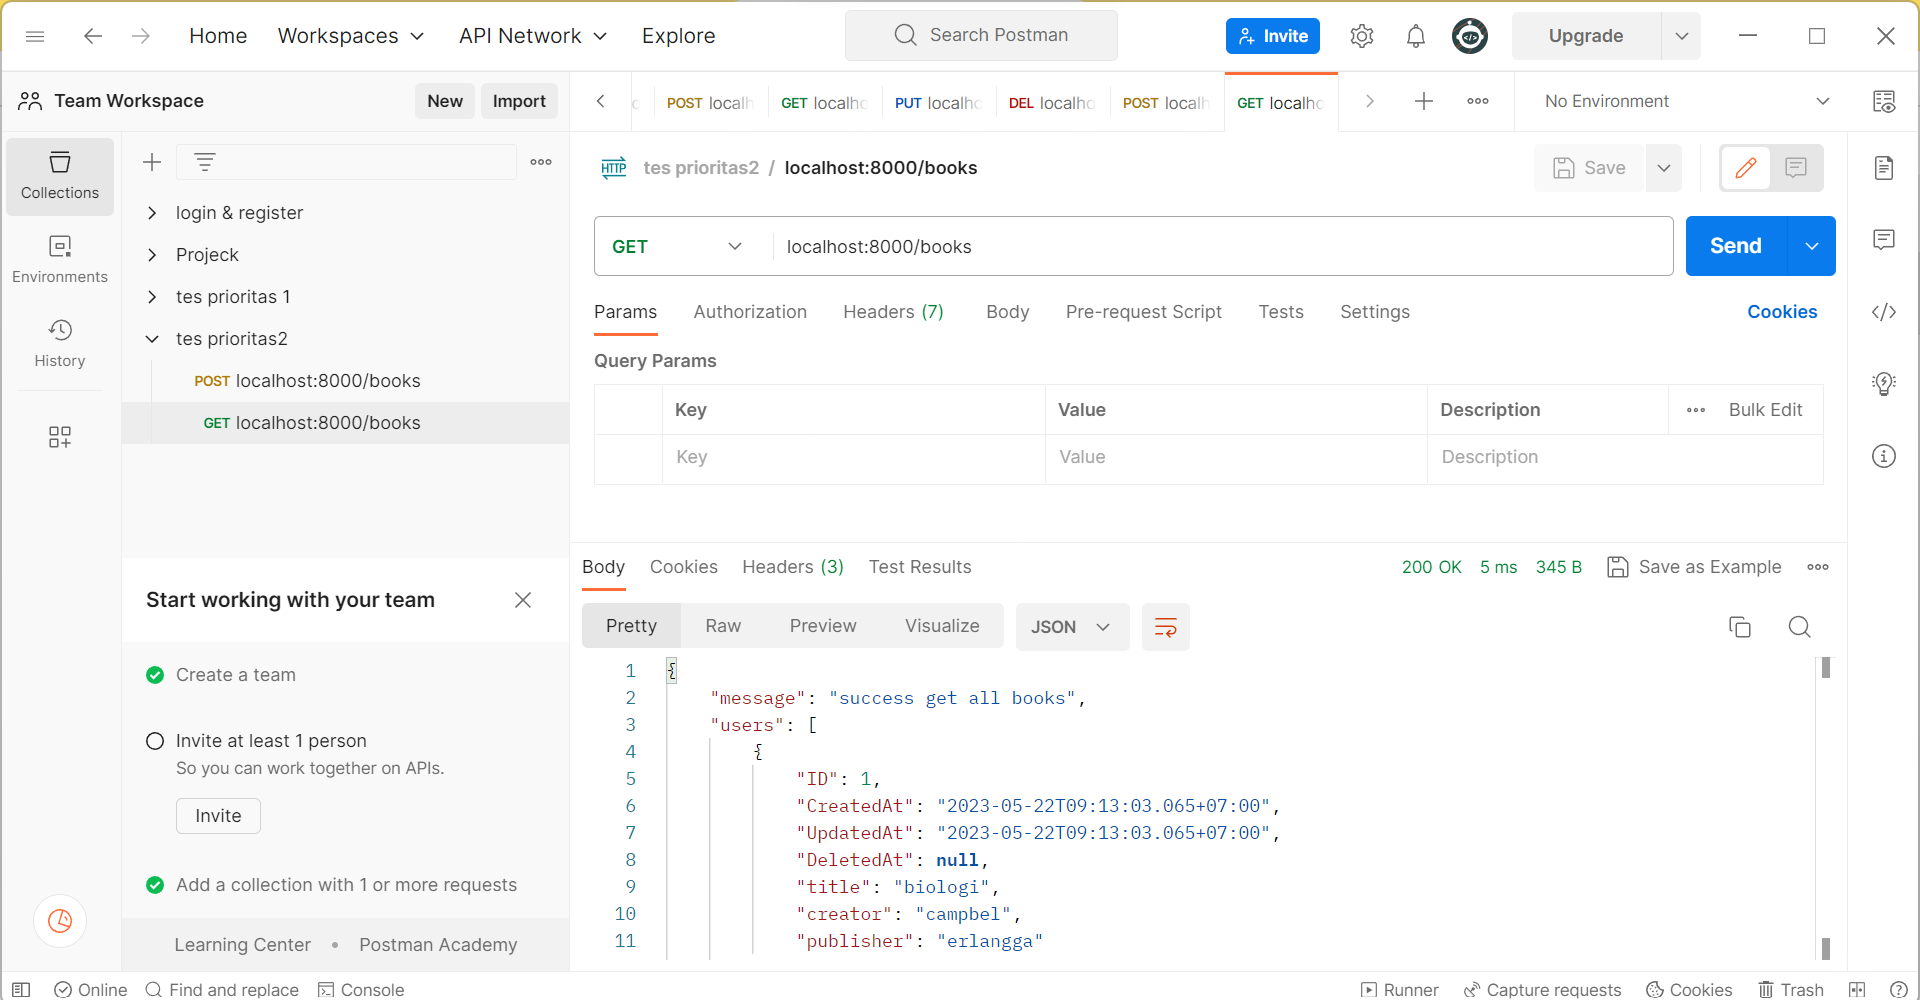 Home Workspaces API Network Explore Search Postman Invite Upgrade
Team Workspace New Import
POST localh GET localho PUT localho DEL localho POST localh GET localho No Environment
Collections
Environments
History
login & register
Projeck
tes prioritas 1
tes prioritas2
POST localhost:8000/books
GET localhost:8000/books
Start working with your team
Create a team
Invite at least 1 person
So you can work together on APIs.
Invite
Add a collection with 1 or more requests
Learning Center • Postman Academy
HTTP tes prioritas2 / localhost:8000/books Save
GET localhost:8000/books Send
Params Authorization Headers (7) Body Pre-request Script Tests Settings Cookies
Query Params
Key Value Description Bulk Edit
Key Value Description
Body Cookies Headers (3) Test Results 200 OK 5 ms 345 B Save as Example
Pretty Raw Preview Visualize JSON
1 {
2 "message": "success get all books",
3 "users": [
4 {
5 "ID": 1,
6 "CreatedAt": "2023-05-22T09:13:03.065+07:00",
7 "UpdatedAt": "2023-05-22T09:13:03.065+07:00",
8 "DeletedAt": null,
9 "title": "biologi",
10 "creator": "campbel",
11 "publisher": "erlangga"
Online Find and replace Console Runner Capture requests Cookies Trash